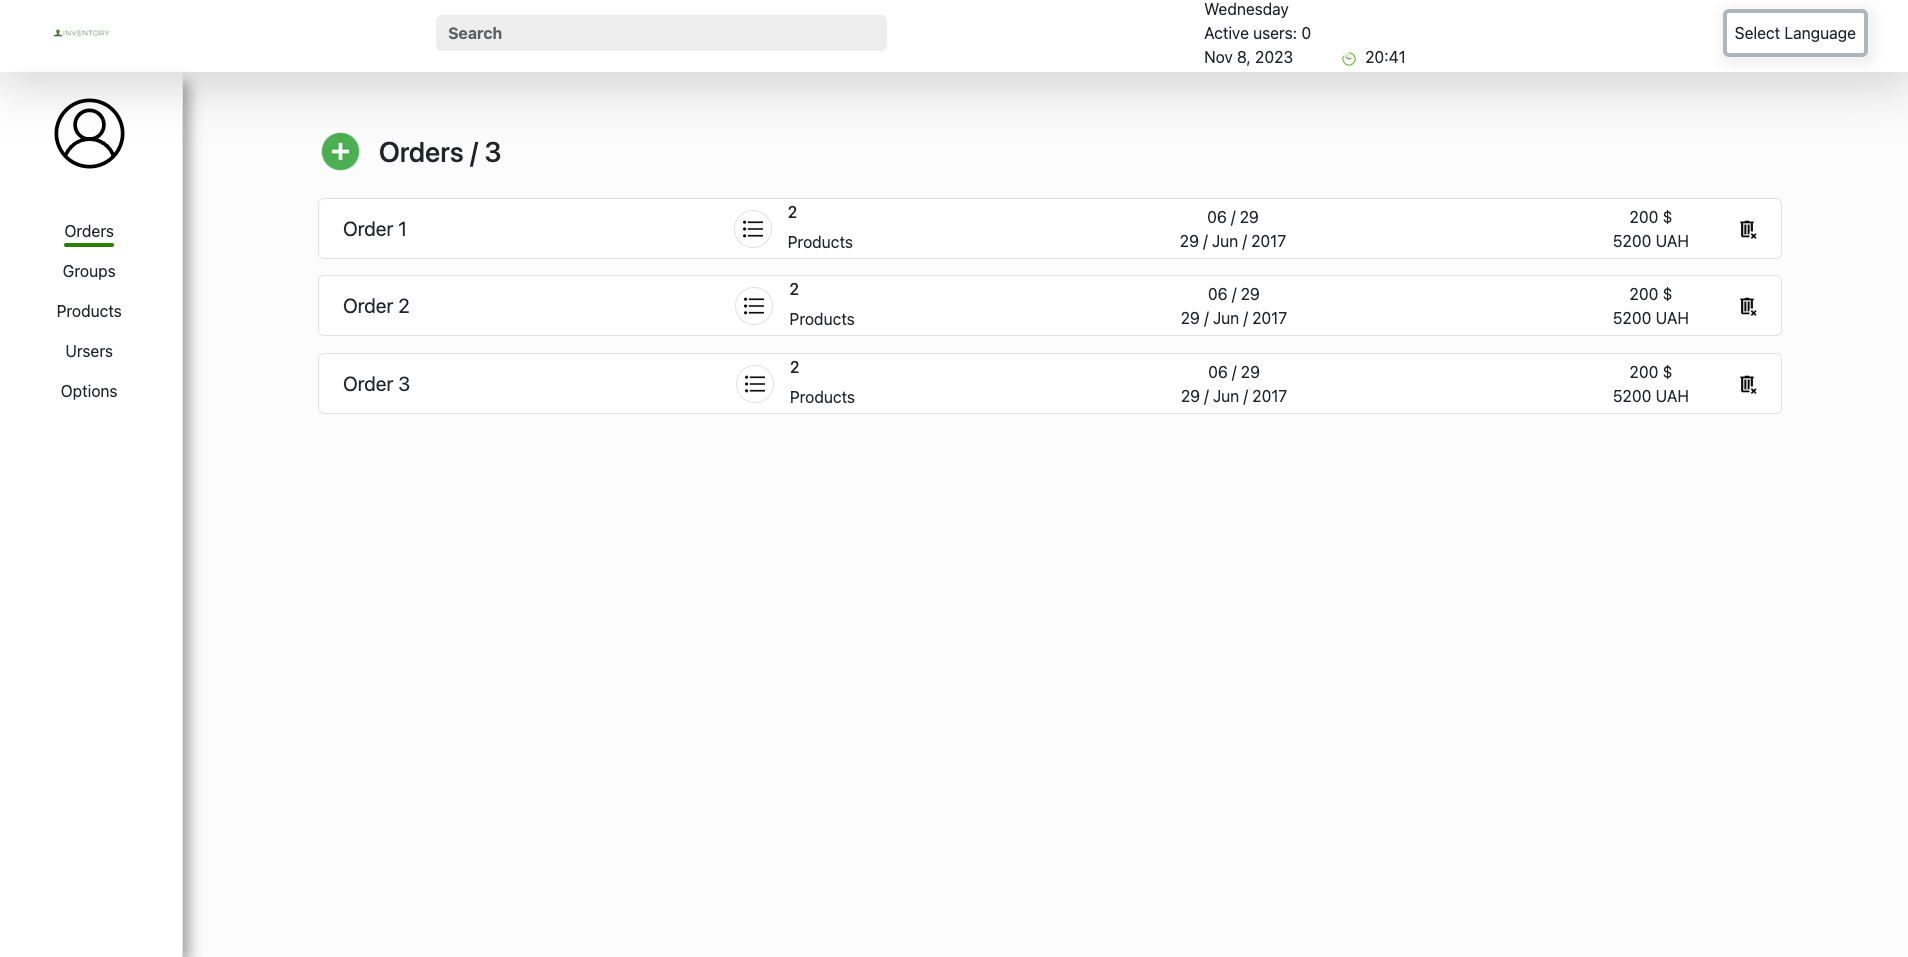 INVENTORY
Search
Wednesday
Active users: 0
Nov 8, 2023 20:41
Select Language
Orders
Groups
Products
Ursers
Options
Orders / 3
Order 1
2
Products
06 / 29
29 / Jun / 2017
200 $
5200 UAH
Order 2
2
Products
06 / 29
29 / Jun / 2017
200 $
5200 UAH
Order 3
2
Products
06 / 29
29 / Jun / 2017
200 $
5200 UAH